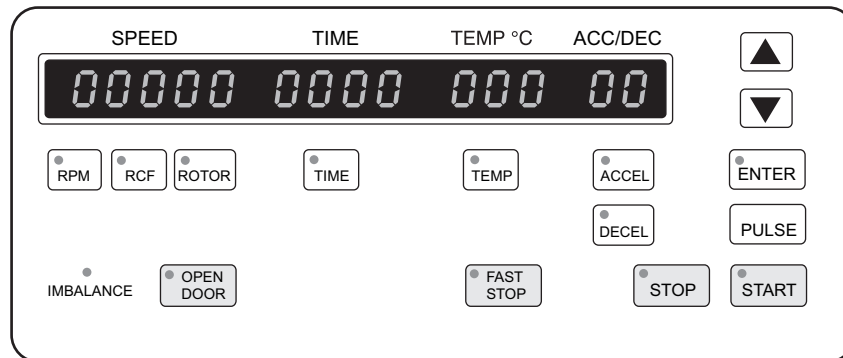 SPEED TIME TEMP °C ACC/DEC
00000 0000 000 00
RPM RCF ROTOR TIME TEMP ACCEL ENTER
DECEL PULSE
IMBALANCE OPEN DOOR FAST STOP STOP START